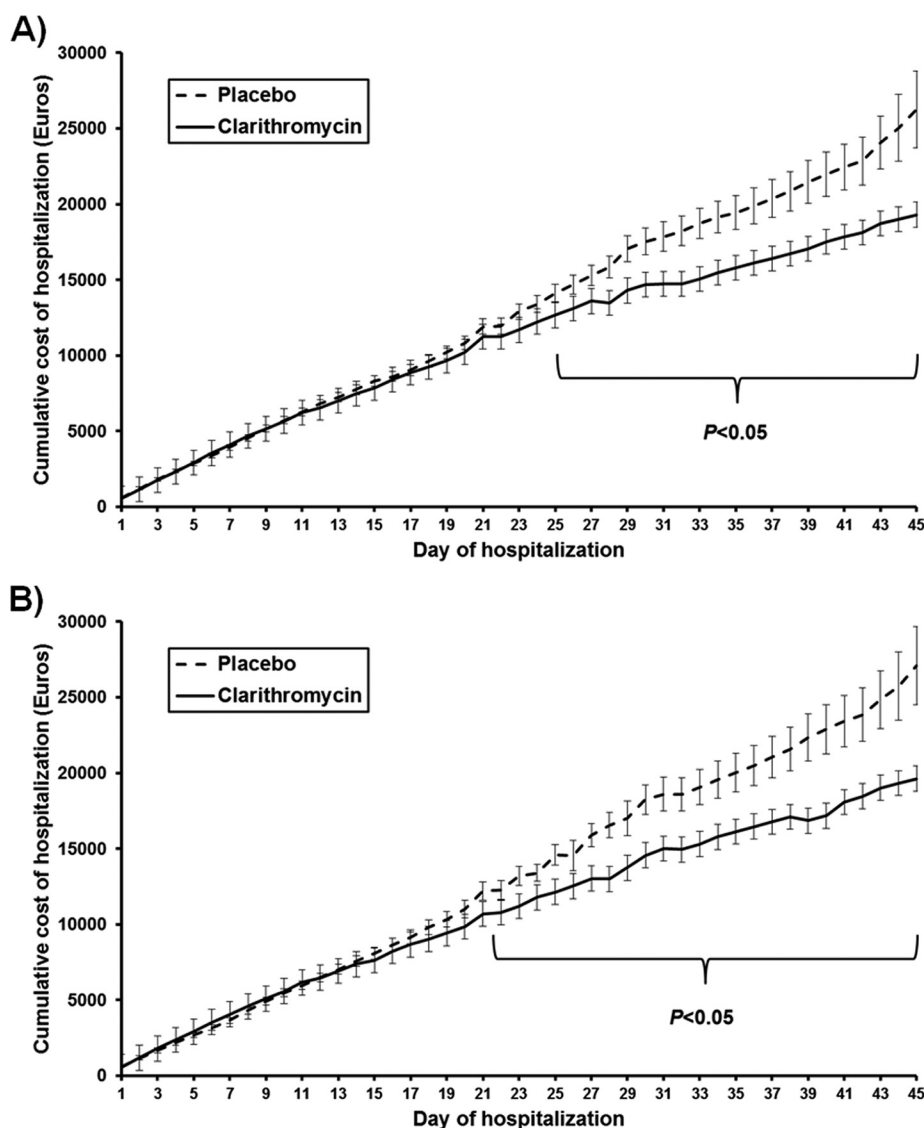 A)
30000
25000
20000
15000
10000
5000
0
Cumulative cost of hospitalization (Euros)
Placebo
Clarithromycin
P<0.05
1 3 5 7 9 11 13 15 17 19 21 23 25 27 29 31 33 35 37 39 41 43 45
Day of hospitalization
B)
30000
25000
20000
15000
10000
5000
0
Cumulative cost of hospitalization (Euros)
Placebo
Clarithromycin
P<0.05
1 3 5 7 9 11 13 15 17 19 21 23 25 27 29 31 33 35 37 39 41 43 45
Day of hospitalization